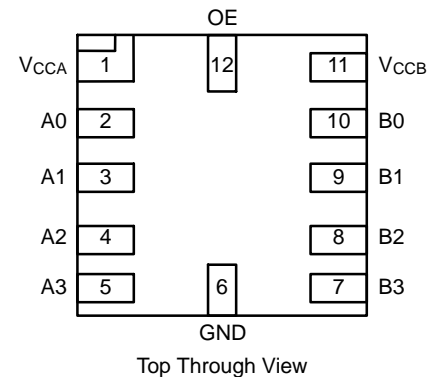 OE
VCCA 1 12 11 VCCB
A0 2 10 B0
A1 3 9 B1
A2 4 8 B2
A3 5 6 7 B3
GND
Top Through View